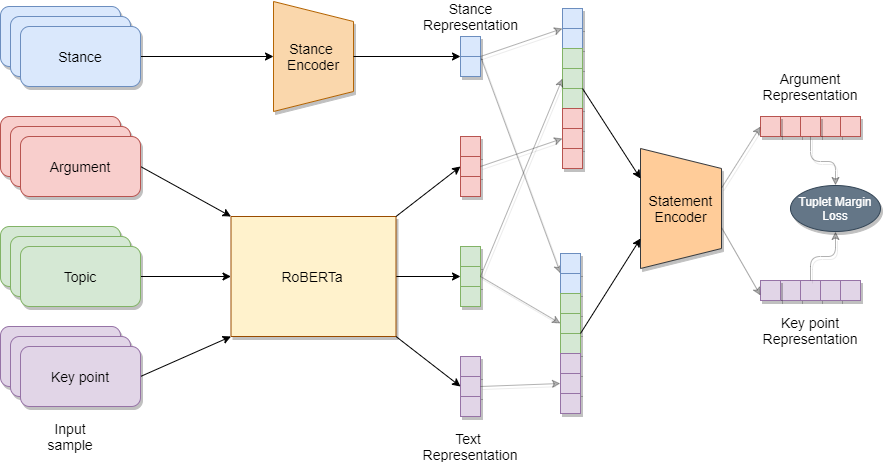 Stance
Stance
Encoder
Stance
Representation
Argument
Topic
Key point
Input
sample
RoBERTa
Text
Representation
Statement
Encoder
Argument
Representation
Tuplet Margin
Loss
Key point
Representation